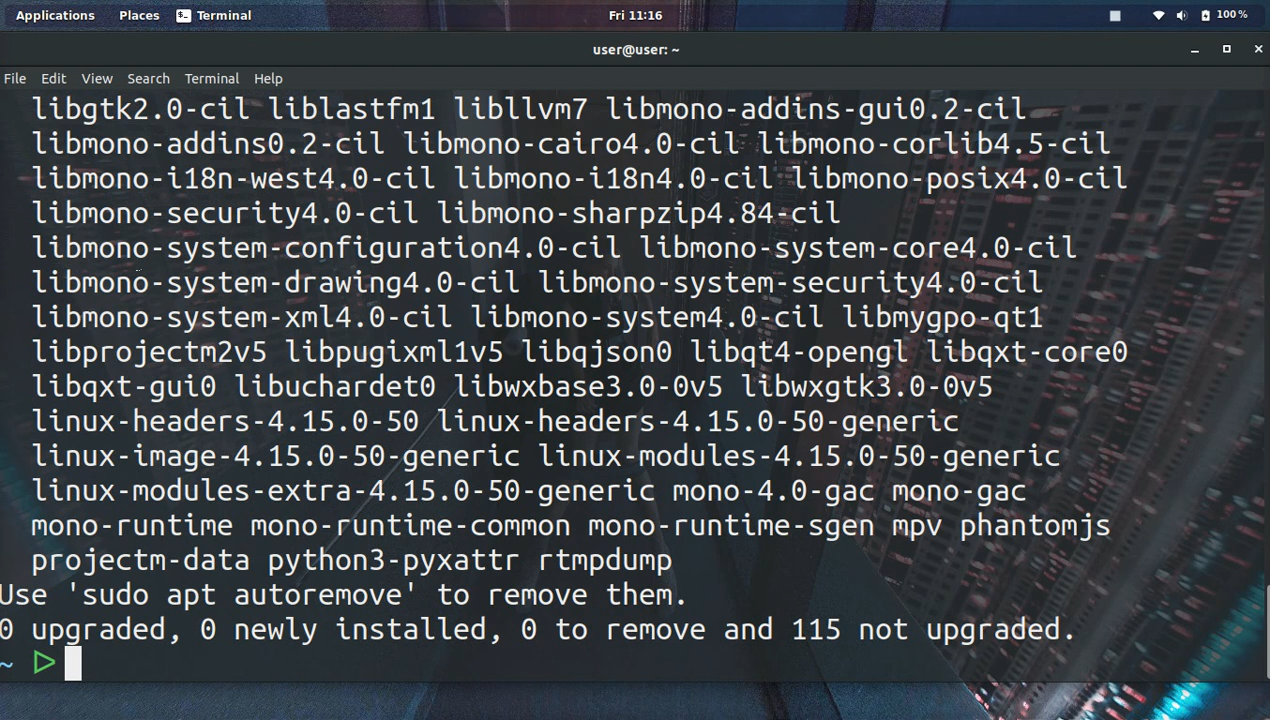 Applications Places Terminal Fri 11:16 100%
user@user: ~
File Edit View Search Terminal Help
libgtk2.0-cil liblastfm1 libllvm7 libmono-addins-gui0.2-cil
libmono-addins0.2-cil libmono-cairo4.0-cil libmono-corlib4.5-cil
libmono-i18n-west4.0-cil libmono-i18n4.0-cil libmono-posix4.0-cil
libmono-security4.0-cil libmono-sharpzip4.84-cil
libmono-system-configuration4.0-cil libmono-system-core4.0-cil
libmono-system-drawing4.0-cil libmono-system-security4.0-cil
libmono-system-xml4.0-cil libmono-system4.0-cil libmygpo-qt1
libprojectm2v5 libpugixml1v5 libqjson0 libqt4-opengl libqxt-core0
libqxt-gui0 libuchardet0 libwxbase3.0-0v5 libwxgtk3.0-0v5
linux-headers-4.15.0-50 linux-headers-4.15.0-50-generic
linux-image-4.15.0-50-generic linux-modules-4.15.0-50-generic
linux-modules-extra-4.15.0-50-generic mono-4.0-gac mono-gac
mono-runtime mono-runtime-common mono-runtime-sgen mpv phantomjs
projectm-data python3-pyxattr rtmpdump
Use 'sudo apt autoremove' to remove them.
0 upgraded, 0 newly installed, 0 to remove and 115 not upgraded.
~ ▷